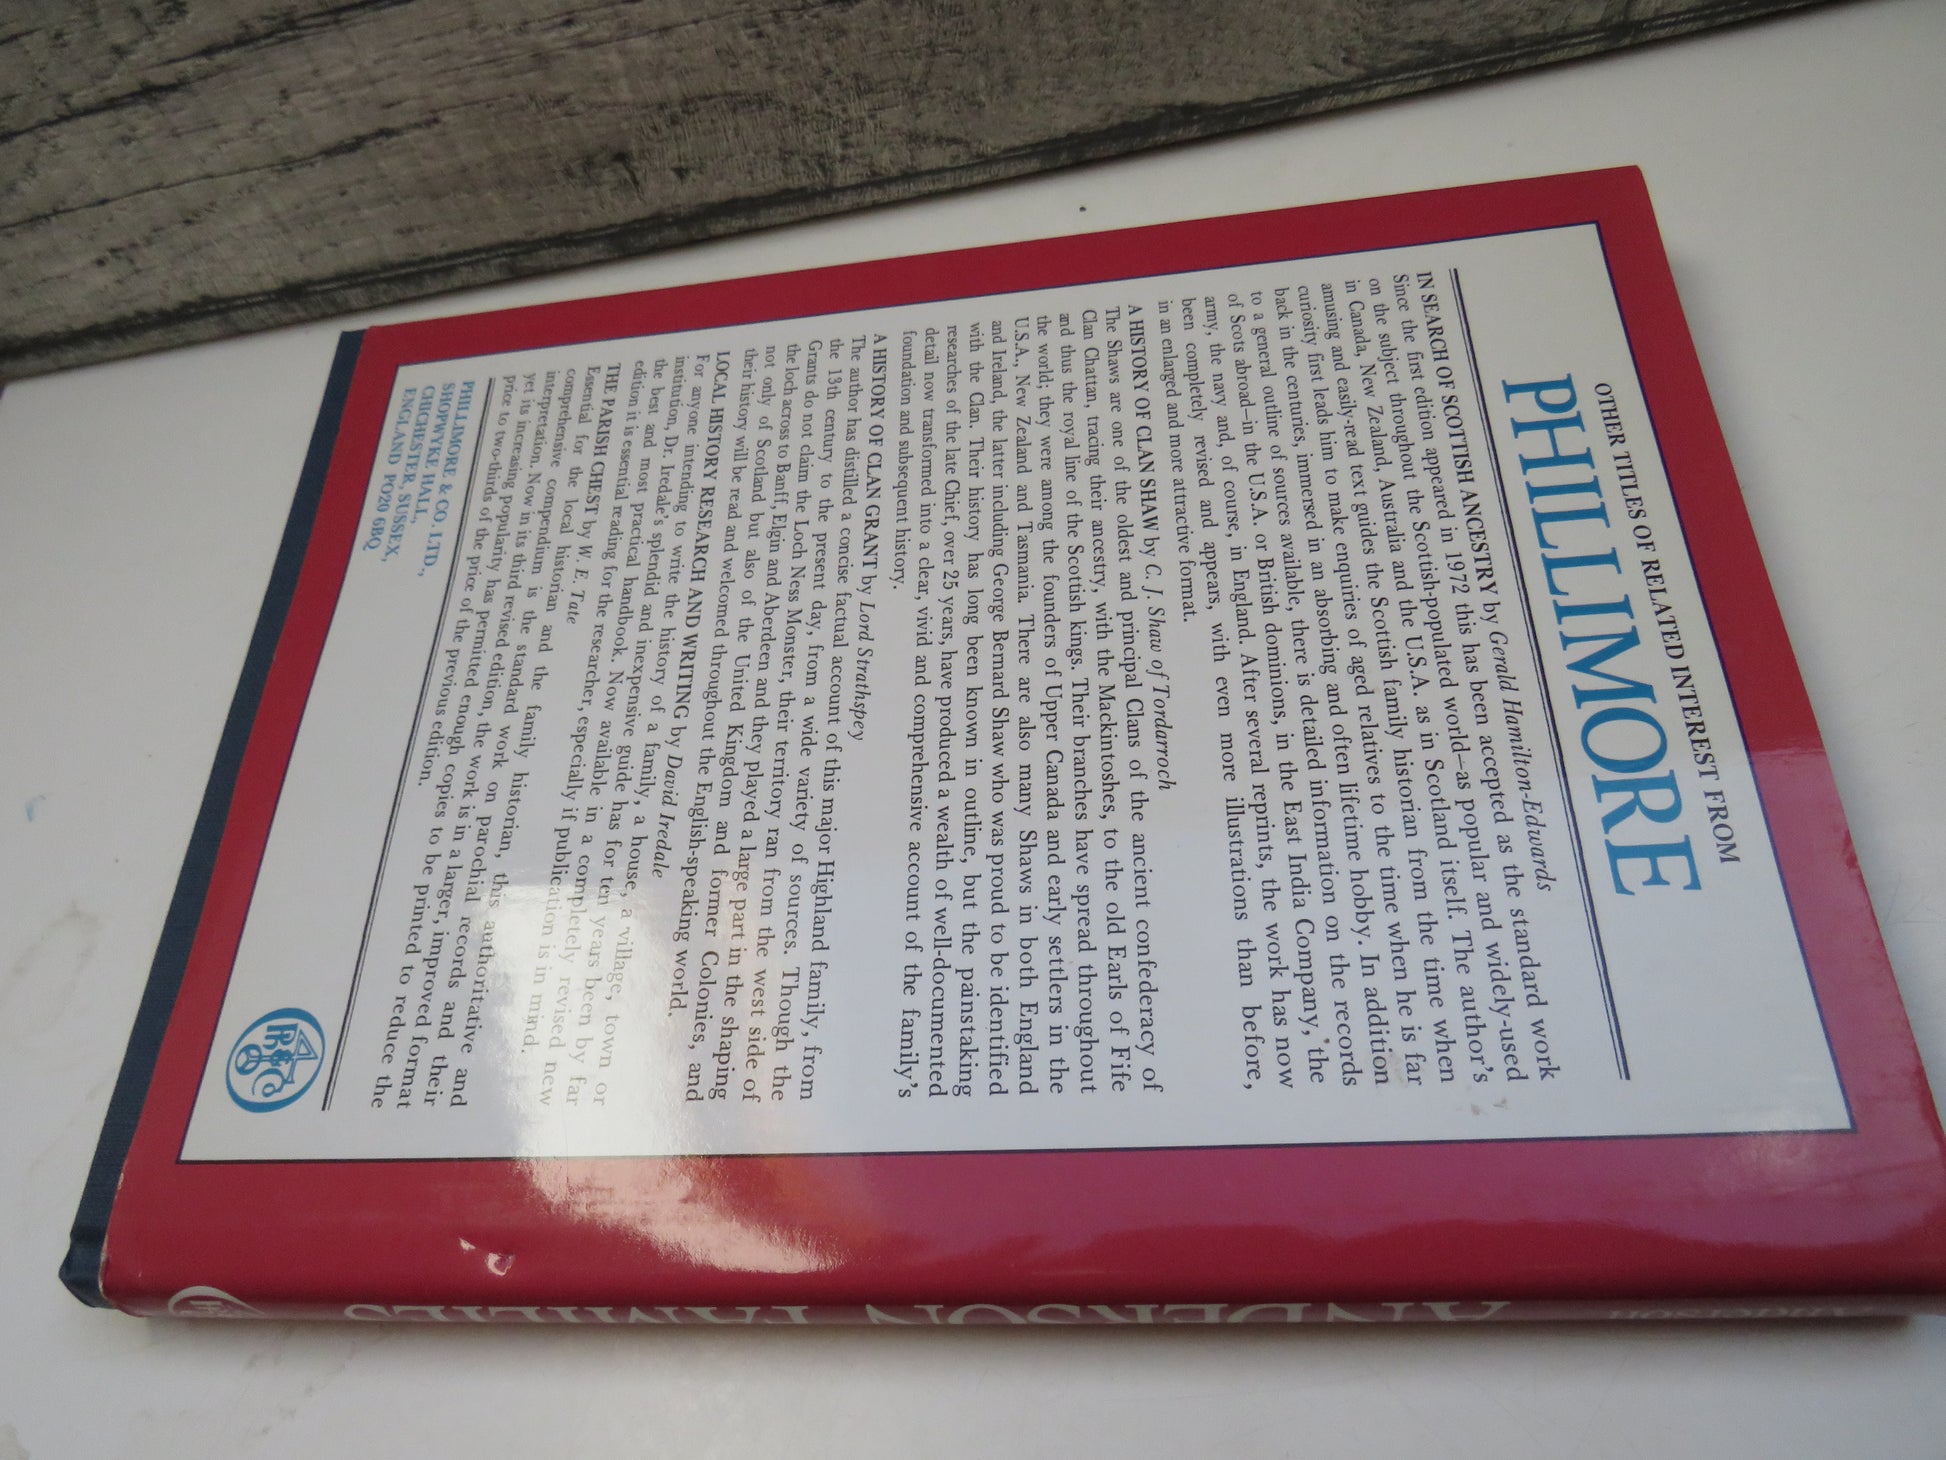 OTHER TITLES OF RELATED INTEREST FROM
PHILLIMORE
IN SEARCH OF SCOTTISH ANCESTRY by Gerald Hamilton-Edwards
Since the first edition appeared in 1972 this has been accepted as the standard work
on the subject throughout the Scottish-populated world—as popular and widely-used
in Canada, New Zealand, Australia and the U.S.A. as in Scotland itself. The author's
amusing and easily-read text guides the Scottish family historian from the time when
curiosity first leads him to make enquiries of aged relatives to the time when he is far
back in the centuries, immersed in an absorbing and often lifetime hobby. In addition
to a general outline of sources available, there is detailed information on the records
of Scots abroad—in the U.S.A. or British dominions, in the East India Company, the
army, the navy and, of course, in England. After several reprints, the work has now
been completely revised and appears, with even more illustrations than before,
in an enlarged and more attractive format.
A HISTORY OF CLAN SHAW by C. J. Shaw of Tordarroch
The Shaws are one of the oldest and principal Clans of the ancient confederacy of
Clan Chattan, tracing their ancestry, with the Mackintoshes, to the old Earls of Fife
and thus the royal line of the Scottish kings. Their branches have spread throughout
the world; they were among the founders of Upper Canada and early settlers in the
U.S.A., New Zealand and Tasmania. There are also many Shaws in both England
and Ireland, the latter including George Bernard Shaw who was proud to be identified
with the Clan. Their history has long been known in outline, but the painstaking
researches of the late Chief, over 25 years, have produced a wealth of well-documented
detail now transformed into a clear, vivid and comprehensive account of the family's
foundation and subsequent history.
A HISTORY OF CLAN GRANT by Lord Strathspey
The author has distilled a concise factual account of this major Highland family, from
the 13th century to the present day, from a wide variety of sources. Though the
Grants do not claim the Loch Ness Monster, their territory ran from the west side of
the loch across to Banff, Elgin and Aberdeen and they played a large part in the shaping
not only of Scotland but also of the United Kingdom and former Colonies, and
their history will be read and welcomed throughout the English-speaking world.
LOCAL HISTORY RESEARCH AND WRITING by David Iredale
For anyone intending to write the history of a family, a house, a village, town or
institution, Dr. Iredale's splendid and inexpensive guide has for ten years been by far
the best and most practical handbook. Now available in a completely revised new
edition it is essential reading for the researcher, especially if publication is in mind.
THE PARISH CHEST by W. E. Tate
Essential for the local historian and the family historian, this authoritative and
comprehensive compendium is the standard work on parochial records and their
interpretation. Now in its third revised edition, the work is in a larger, improved format
yet its increasing popularity has permitted enough copies to be printed to reduce the
price to two-thirds of the price of the previous edition.
PHILLIMORE & CO. LTD.,
SHOPWYKE HALL,
CHICHESTER, SUSSEX,
ENGLAND PO20 6BQ
ANDERSON FAMILIES